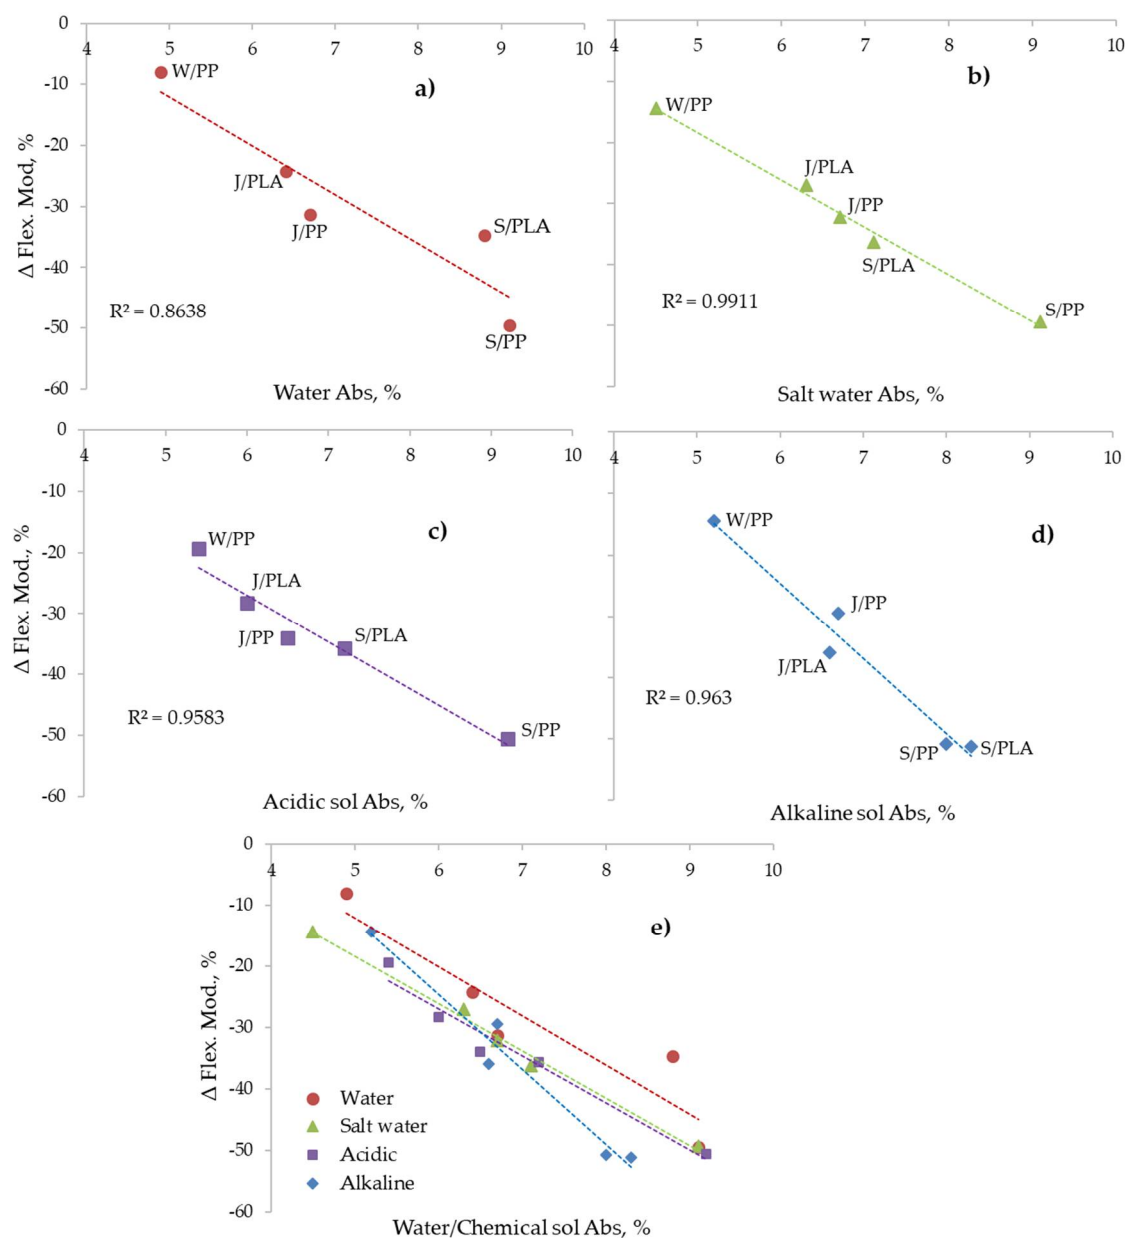 0
4 5 6 7 8 9 10
-10
-20
-30
-40
-50
-60
Δ Flex. Mod, %
a)
W/PP
J/PLA
J/PP
S/PLA
S/PP
R² = 0.8638
Water Abs, %
4 5 6 7 8 9 10
b)
W/PP
J/PLA
J/PP
S/PLA
S/PP
R² = 0.9911
Salt water Abs, %
0
4 5 6 7 8 9 10
-10
-20
-30
-40
-50
-60
Δ Flex. Mod., %
c)
W/PP
J/PLA
J/PP
S/PLA
S/PP
R² = 0.9583
Acidic sol Abs, %
4 5 6 7 8 9 10
d)
W/PP
J/PP
J/PLA
S/PP
S/PLA
R² = 0.963
Alkaline sol Abs, %
0
4 5 6 7 8 9 10
-10
-20
-30
-40
-50
-60
Δ Flex. Mod., %
e)
Water
Salt water
Acidic
Alkaline
Water/Chemical sol Abs, %